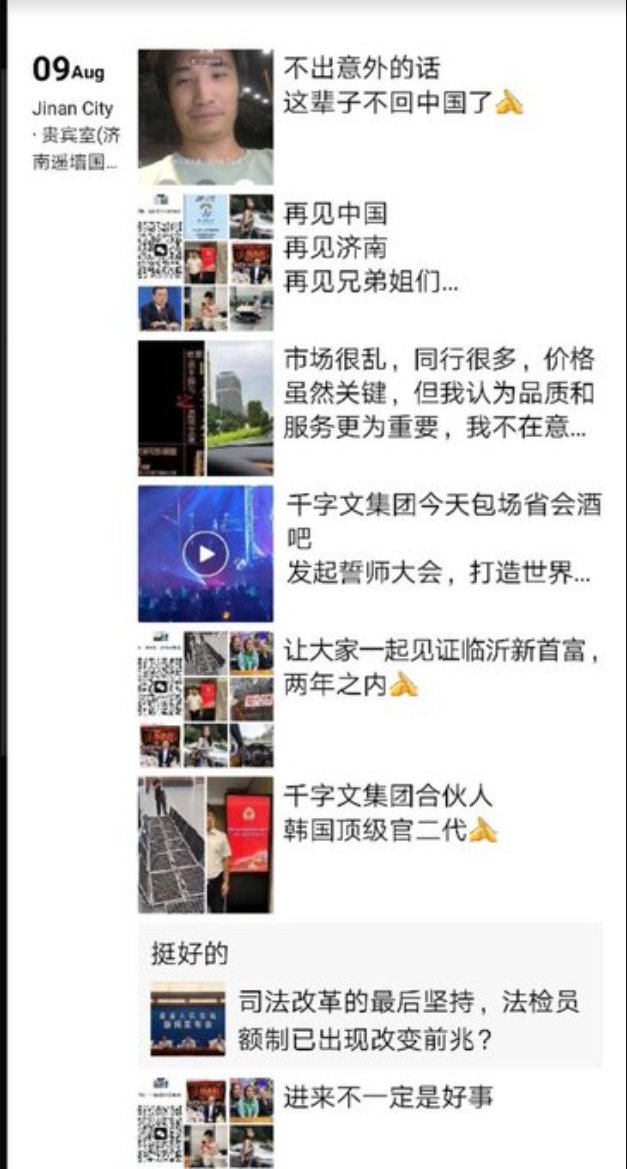 09Aug
Jinan City
· 贵宾室(济
南遥墙国...
不出意外的话
这辈子不回中国了🙏
再见中国
再见济南
再见兄弟姐们...
市场很乱，同行很多，价格
虽然关键，但我认为品质和
服务更为重要，我不在意...
千字文集团今天包场省会酒
吧
发起誓师大会，打造世界...
让大家一起见证临沂新首富，
两年之内🙏
千字文集团合伙人
韩国顶级官二代🙏
挺好的
司法改革的最后坚持，法检员
额制已出现改变前兆？
进来不一定是好事